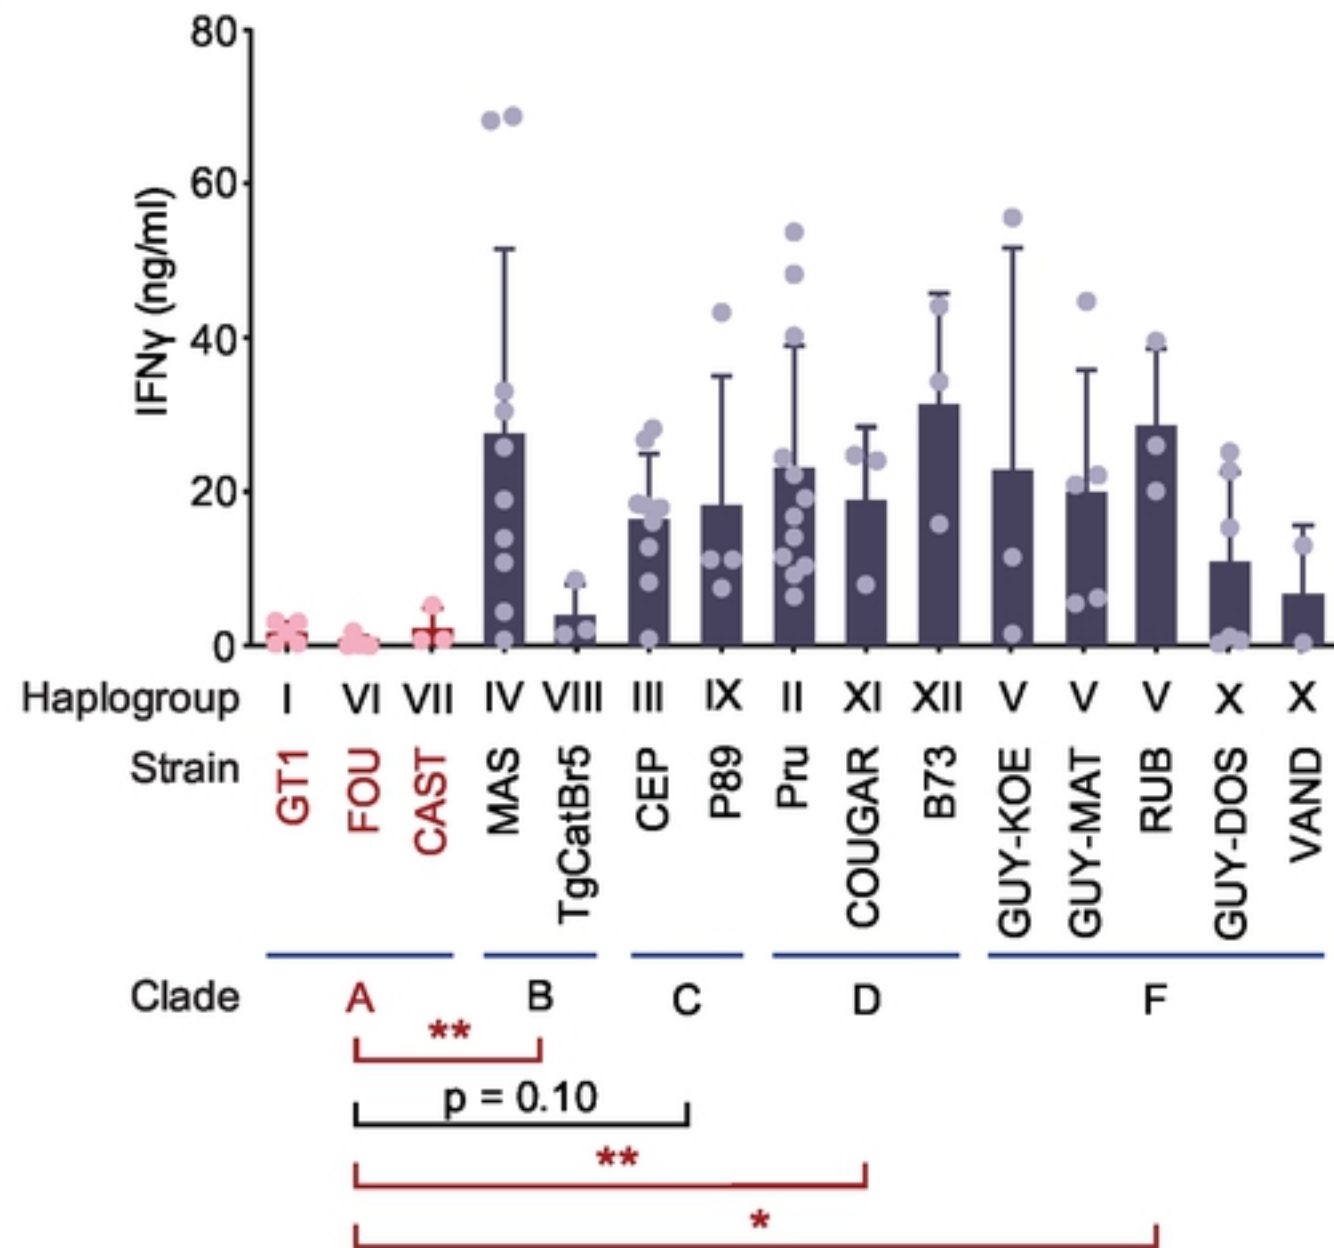 80
60
40
20
0
IFNγ (ng/ml)
Haplogroup I VI VII IV VIII III IX II XI XII V V V X X
Strain GT1 FOU CAST MAS TgCatBr5 CEP P89 Pru COUGAR B73 GUY-KOE GUY-MAT RUB GUY-DOS VAND
Clade A B C D F
**
p = 0.10
**
*